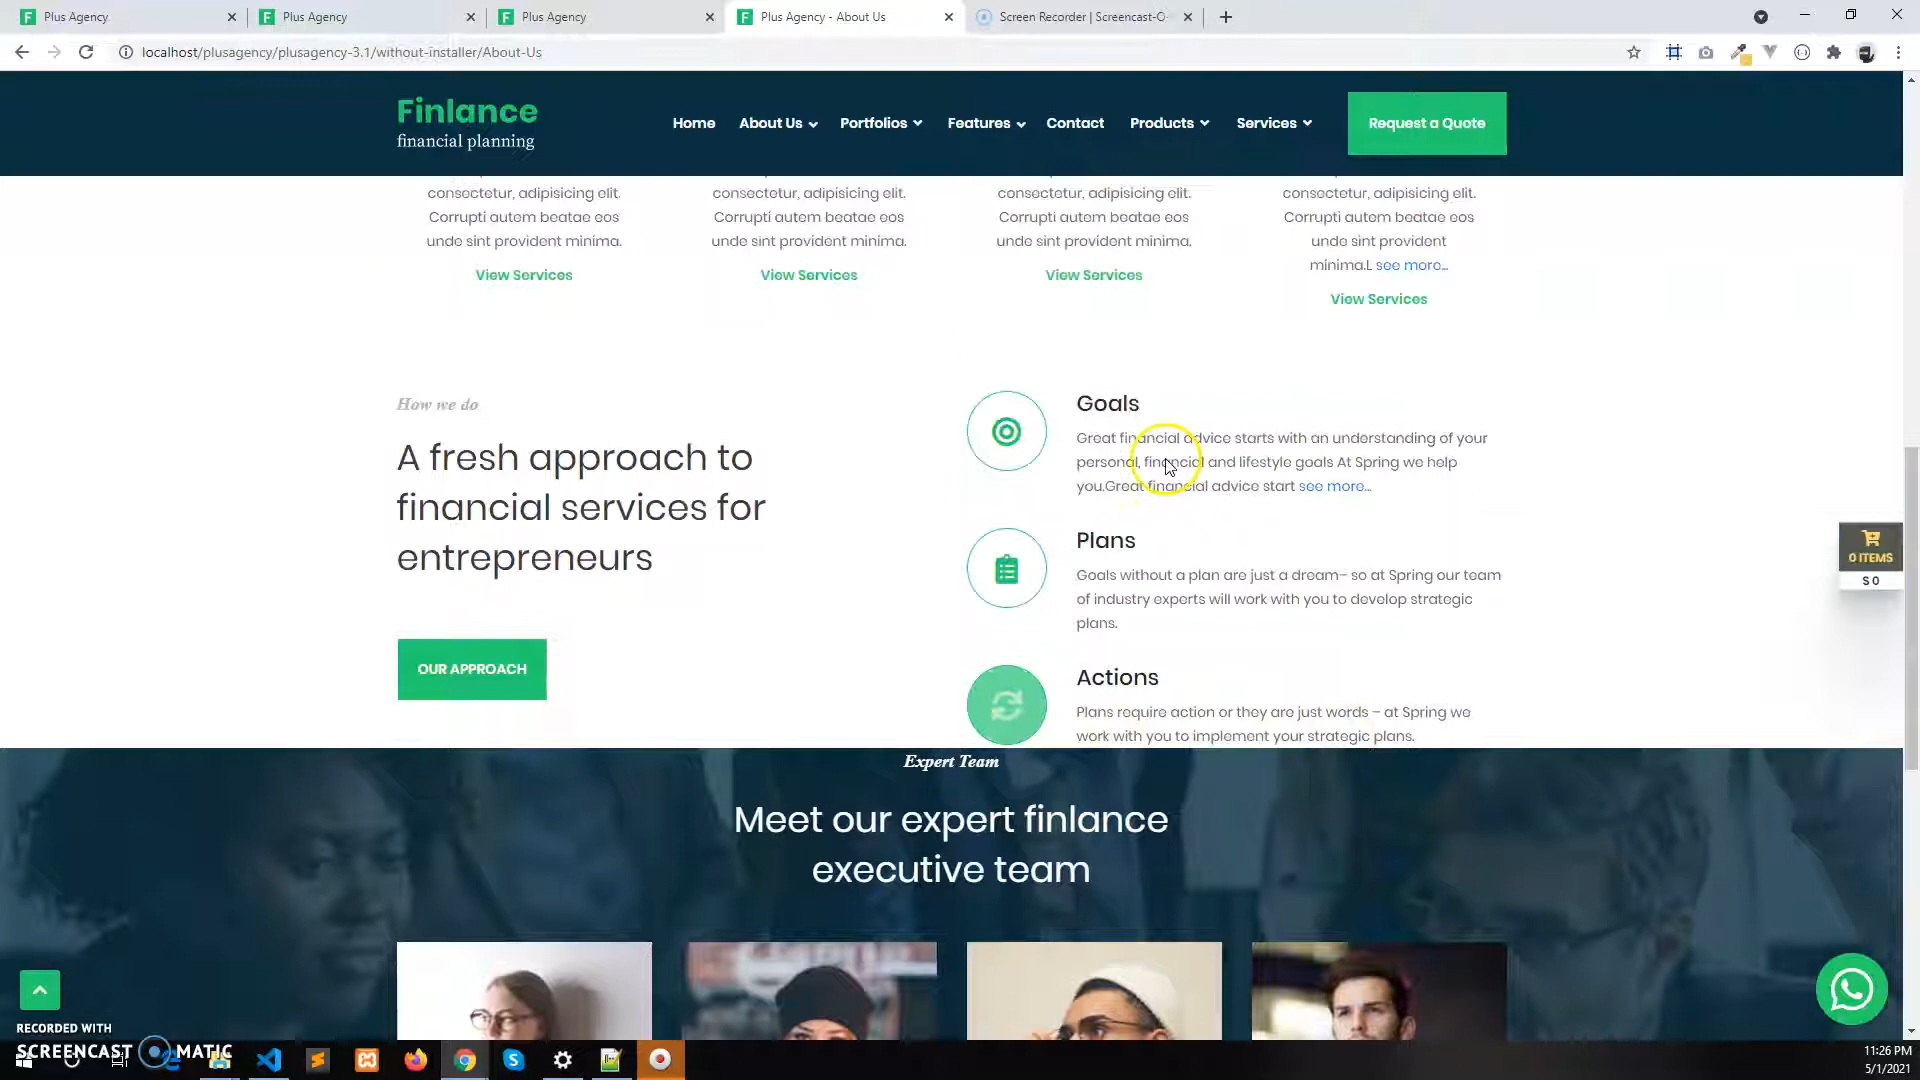 Plus Agency
Plus Agency
Plus Agency
Plus Agency - About Us
Screen Recorder | Screencast-O-
localhost/plusagency/plusagency-3.1/without-installer/About-Us
Finlance
financial planning
Home
About Us
Portfolios
Features
Contact
Products
Services
Request a Quote
consectetur, adipisicing elit.
Corrupti autem beatae eos
unde sint provident minima.
View Services
consectetur, adipisicing elit.
Corrupti autem beatae eos
unde sint provident minima.
View Services
consectetur, adipisicing elit.
Corrupti autem beatae eos
unde sint provident minima.
View Services
consectetur, adipisicing elit.
Corrupti autem beatae eos
unde sint provident
minima.L see more...
View Services
How we do
A fresh approach to
financial services for
entrepreneurs
OUR APPROACH
Goals
Great financial advice starts with an understanding of your
personal, financial and lifestyle goals At Spring we help
you.Great financial advice start see more...
Plans
Goals without a plan are just a dream– so at Spring our team
of industry experts will work with you to develop strategic
plans.
Actions
Plans require action or they are just words – at Spring we
work with you to implement your strategic plans.
0 ITEMS
$ 0
Expert Team
Meet our expert finlance
executive team
RECORDED WITH
SCREENCAST MATIC
11:26 PM
5/1/2021